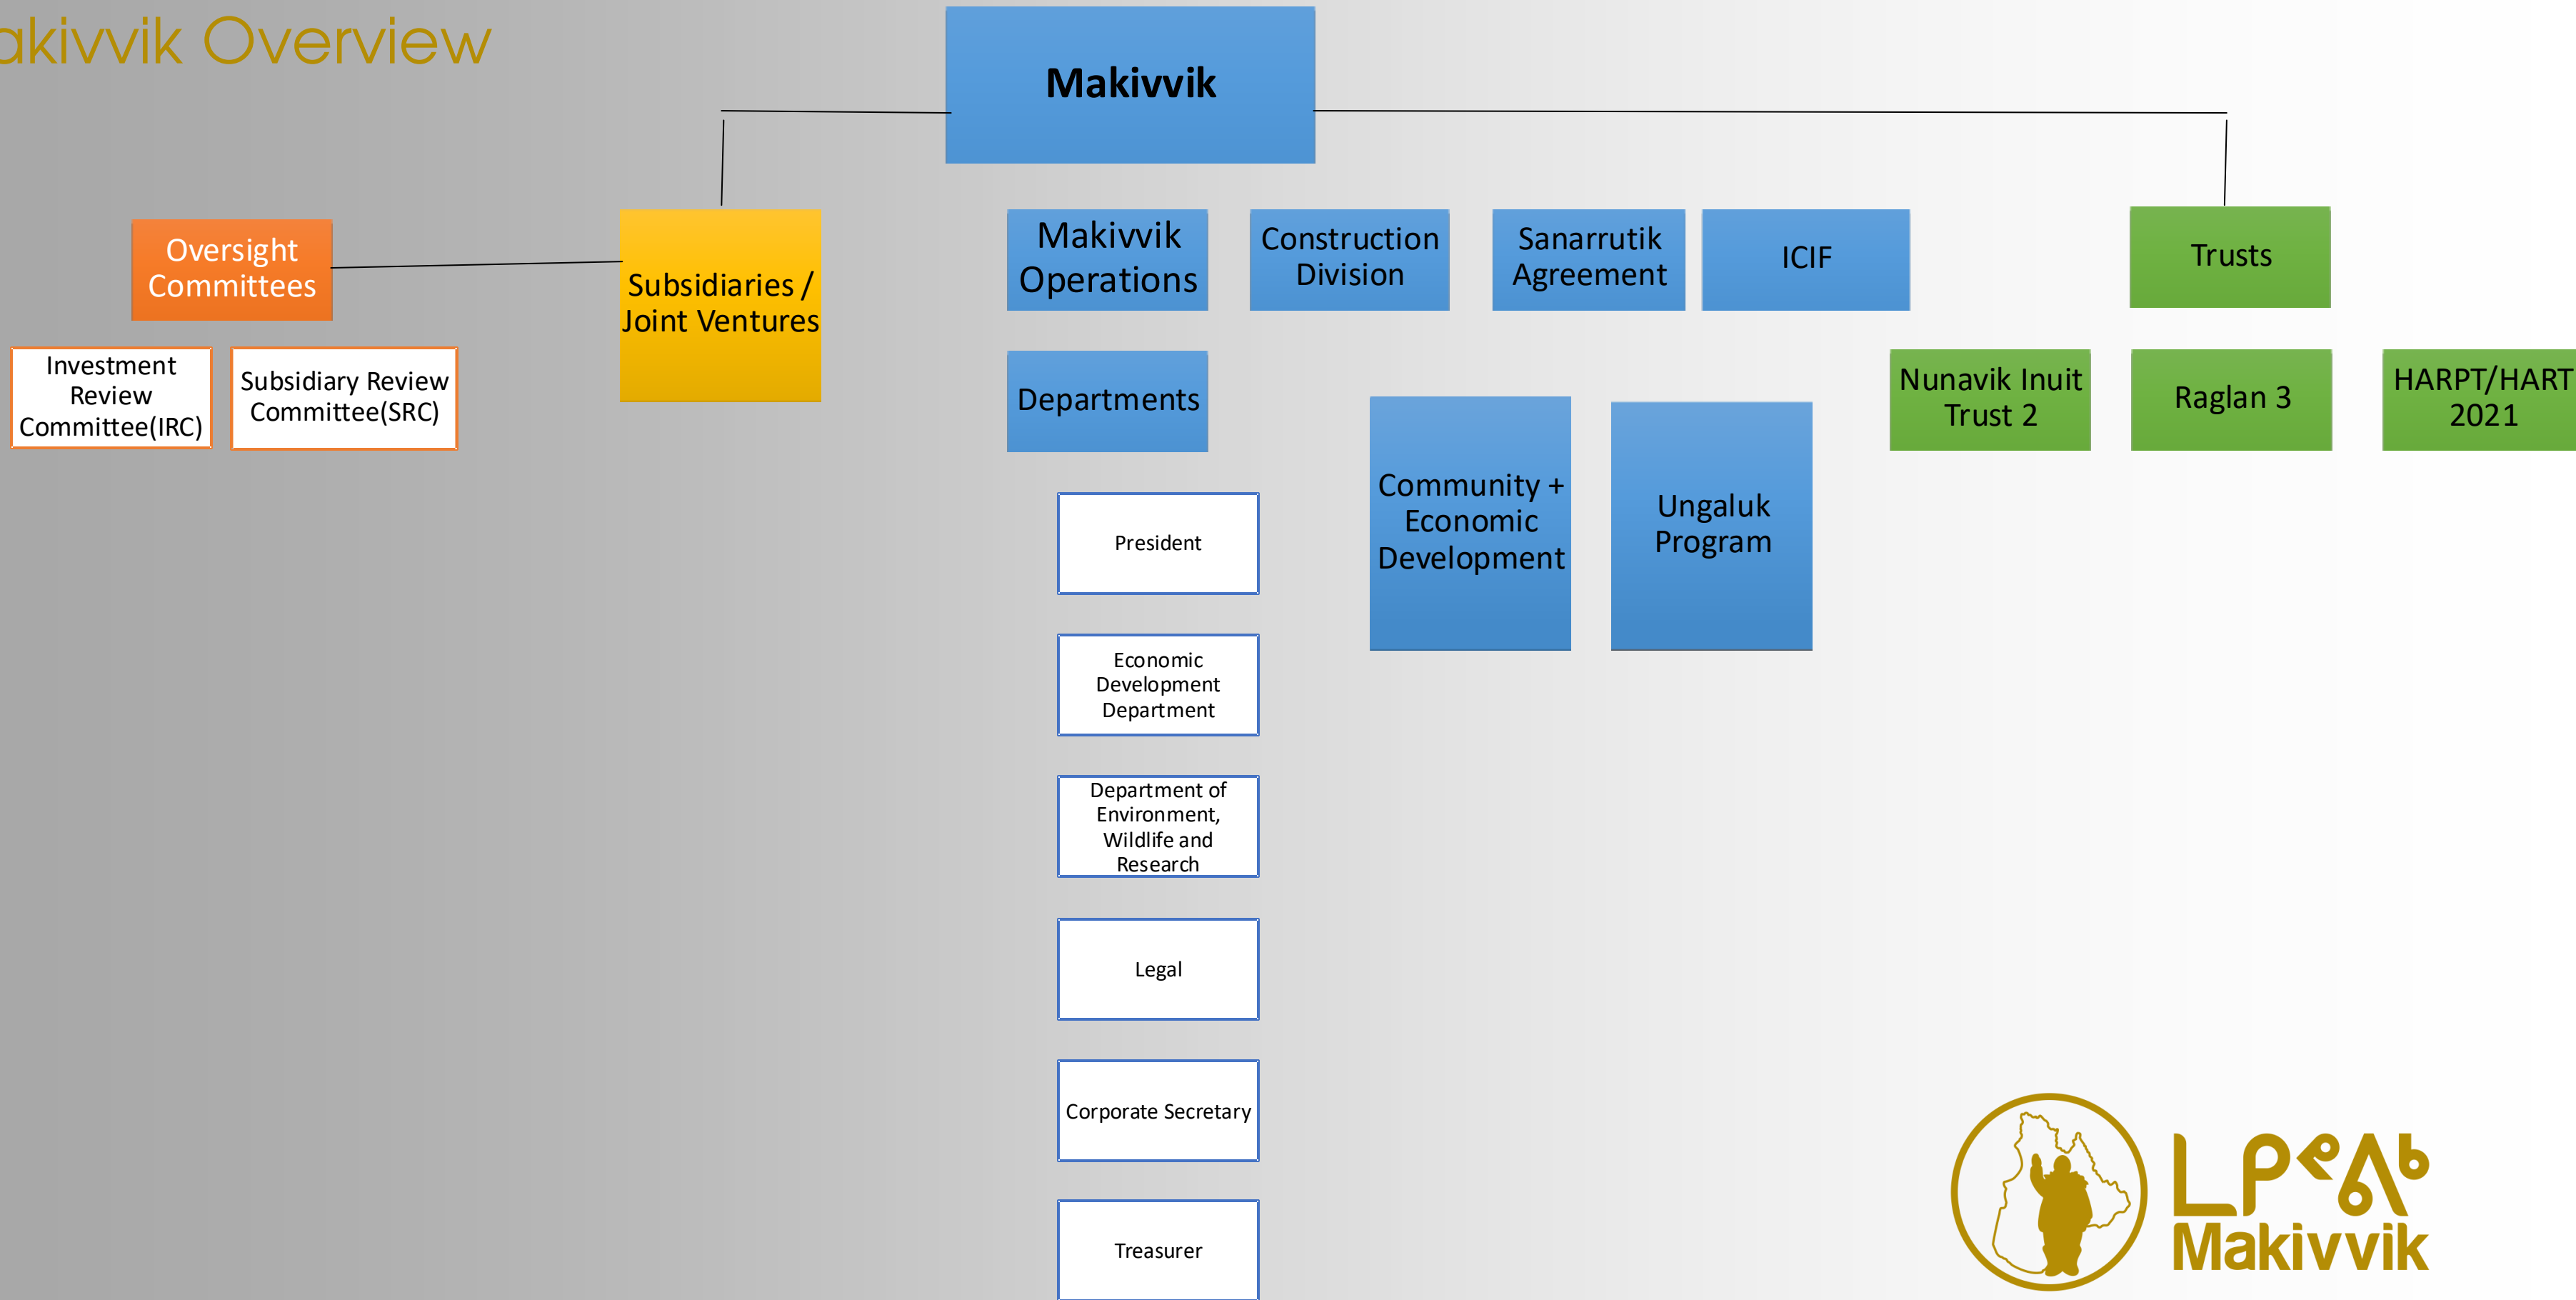 akivvik Overview
Makivvik
Oversight
Committees
Investment
Review
Committee(IRC)
Subsidiary Review
Committee(SRC)
Subsidiaries /
Joint Ventures
Makivvik
Operations
Departments
President
Economic
Development
Department
Department of
Environment,
Wildlife and
Research
Legal
Corporate Secretary
Treasurer
Construction
Division
Sanarrutik
Agreement
ICIF
Community +
Economic
Development
Ungaluk
Program
Trusts
Nunavik Inuit
Trust 2
Raglan 3
HARPT/HART
2021
ᒪᑭᕝᕕᒃ
Makivvik